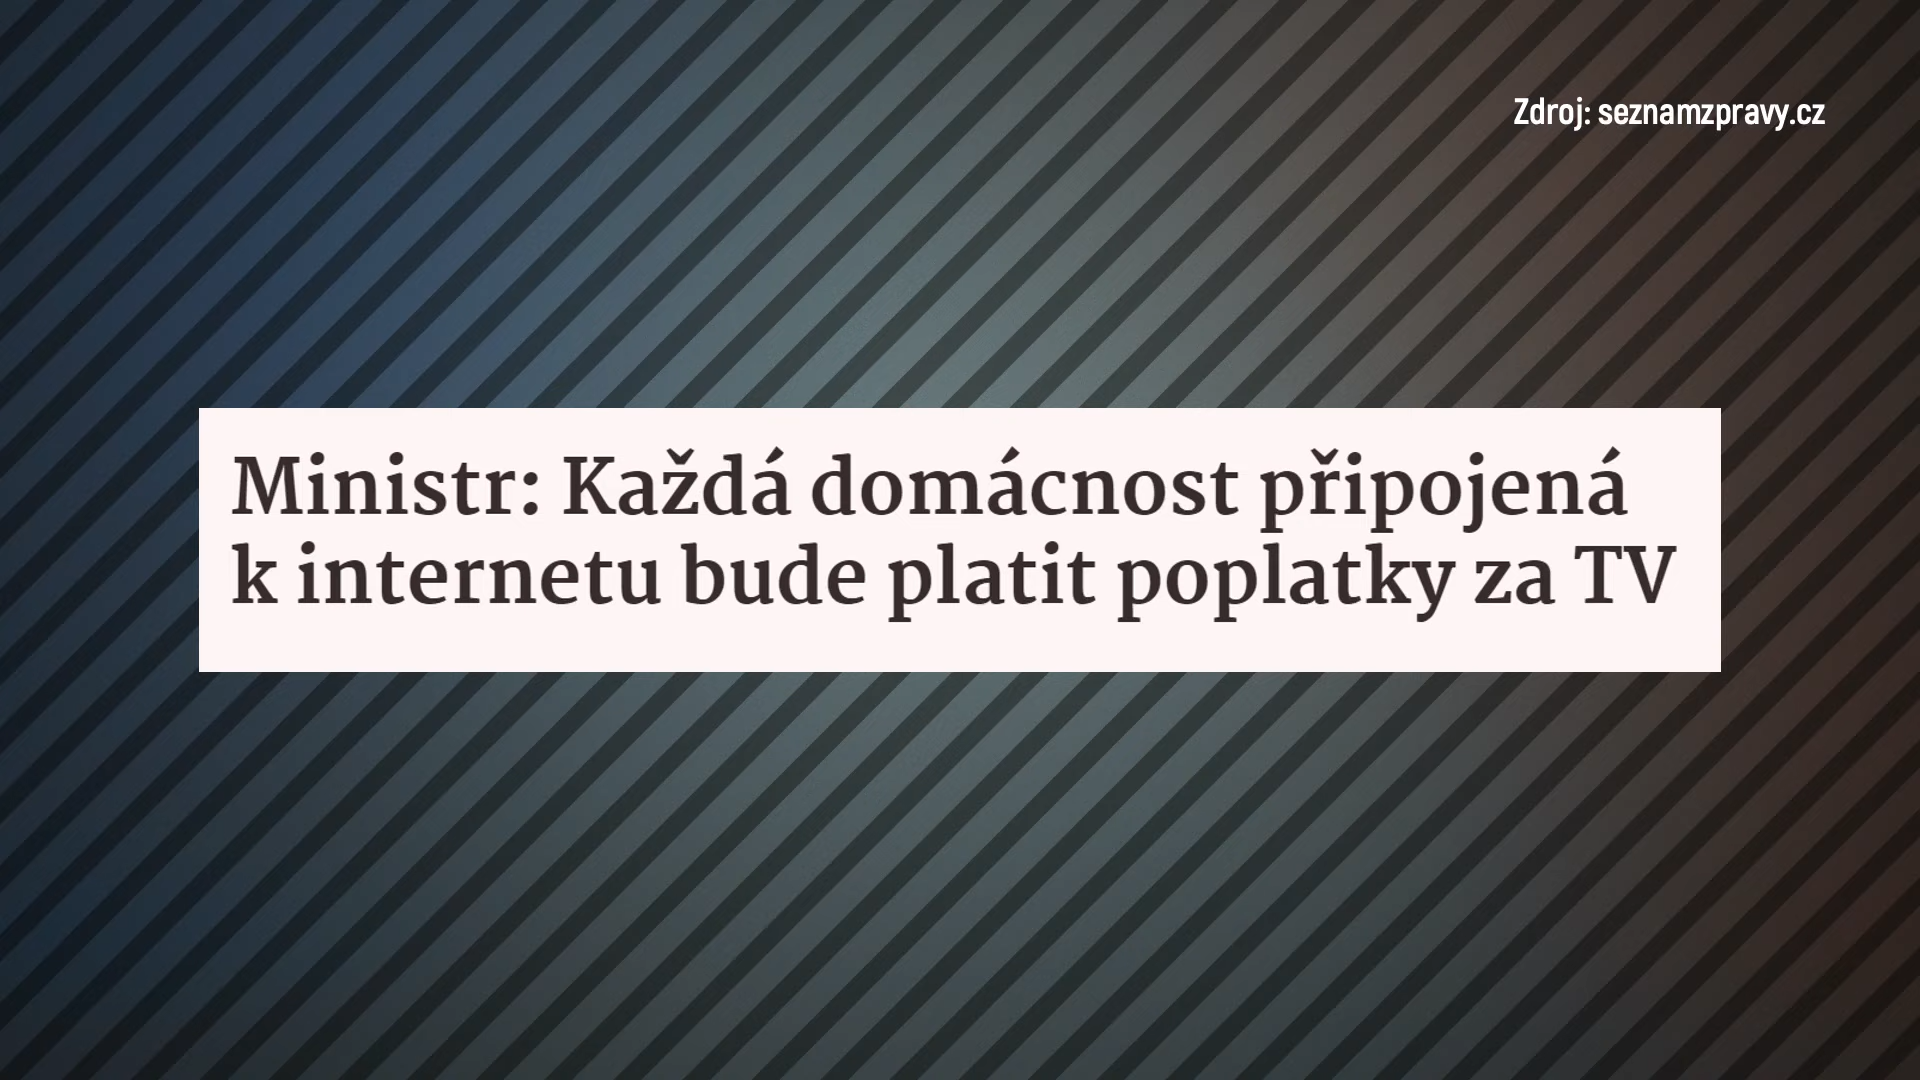 Zdroj: seznamzpravy.cz
Ministr: Každá domácnost připojená
k internetu bude platit poplatky za TV